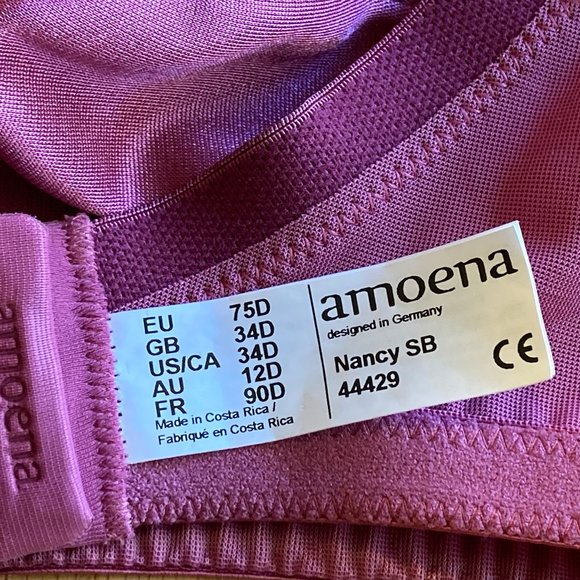 EU 75D
GB 34D
US/CA 34D
AU 12D
FR 90D
Made in Costa Rica /
Fabriqué en Costa Rica
amoena
designed in Germany
Nancy SB
44429
CE
amoena